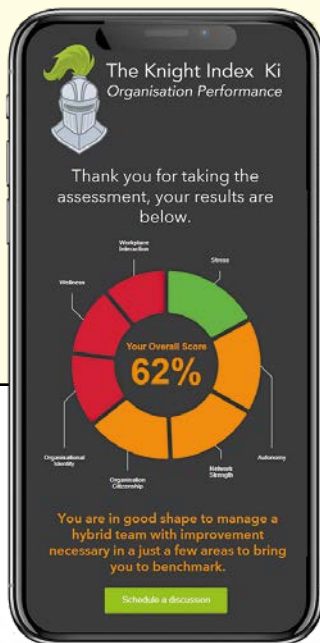 The Knight Index Ki
Organisation Performance
Thank you for taking the
assessment, your results are
below.
Workplace
Interaction
Stress
Wellness
Your Overall Score
62%
Organisational
Identity
Autonomy
Organisation
Citizenship
Network
Strength
You are in good shape to manage a
hybrid team with improvement
necessary in a just a few areas to bring
you to benchmark.
Schedule a discussion